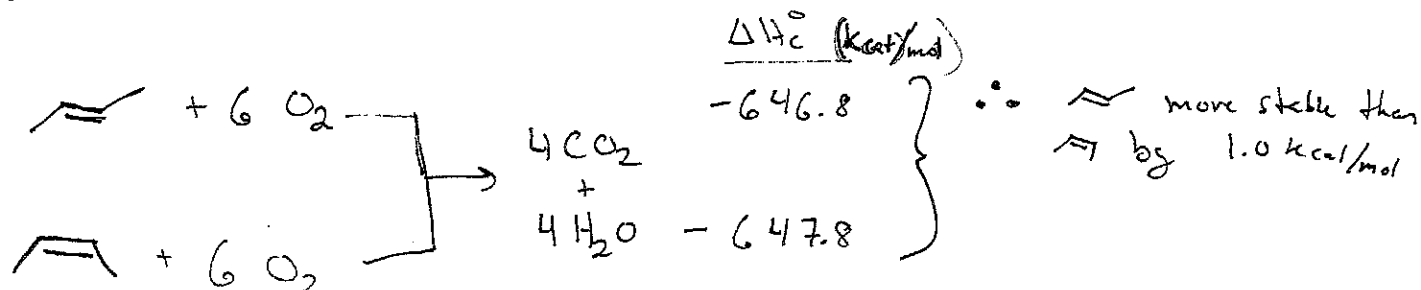 ΔH°c (kcal/mol)
+ 6 O2
-646.8
∴ more stable than
by 1.0 kcal/mol
4CO2
+
4H2O
-647.8
+ 6 O2